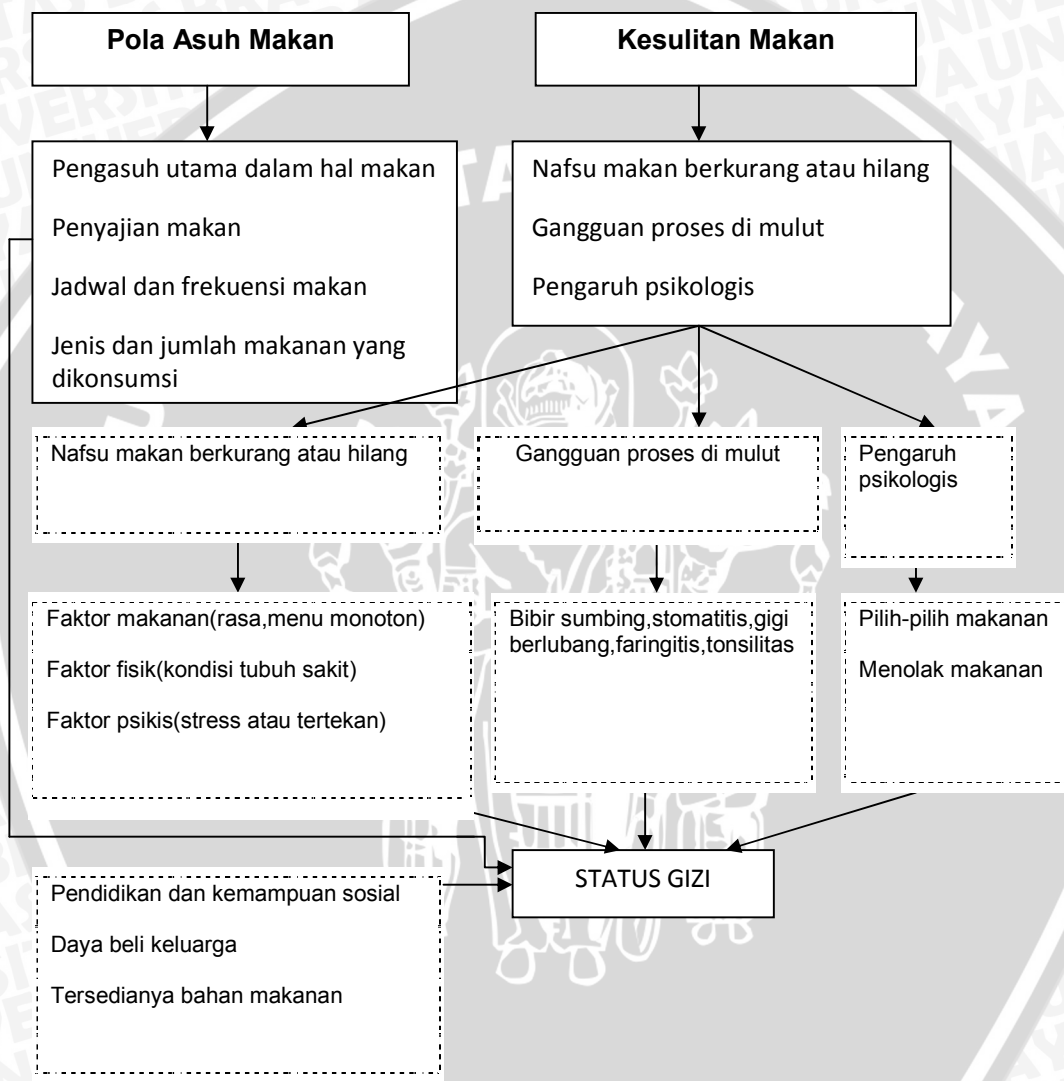 Pola Asuh Makan
Kesulitan Makan
Pengasuh utama dalam hal makan
Penyajian makan
Jadwal dan frekuensi makan
Jenis dan jumlah makanan yang
dikonsumsi
Nafsu makan berkurang atau hilang
Gangguan proses di mulut
Pengaruh psikologis
Nafsu makan berkurang atau hilang
Gangguan proses di mulut
Pengaruh
psikologis
Faktor makanan(rasa,menu monoton)
Faktor fisik(kondisi tubuh sakit)
Faktor psikis(stress atau tertekan)
Bibir sumbing,stomatitis,gigi
berlubang,faringitis,tonsilitas
Pilih-pilih makanan
Menolak makanan
STATUS GIZI
Pendidikan dan kemampuan sosial
Daya beli keluarga
Tersedianya bahan makanan